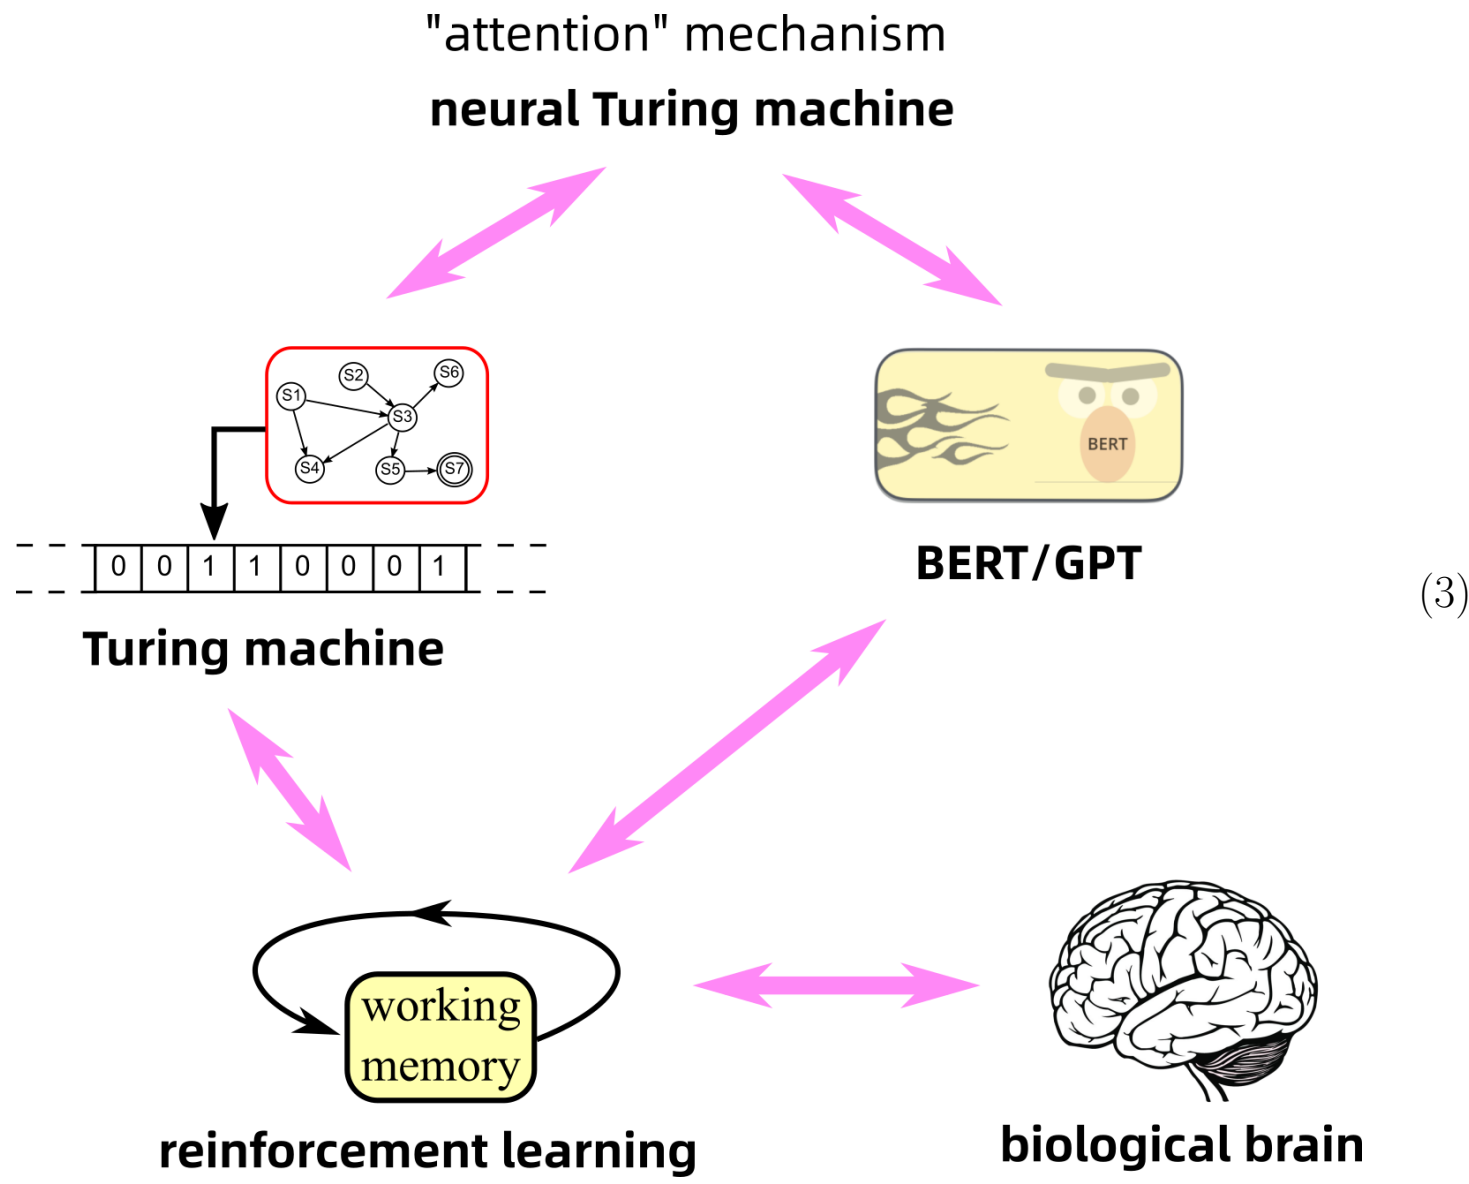 "attention" mechanism
neural Turing machine
S1
S2
S6
S3
S4
S5
S7
BERT
0 0 1 1 0 0 0 1
BERT/GPT
(3)
Turing machine
working
memory
reinforcement learning
biological brain